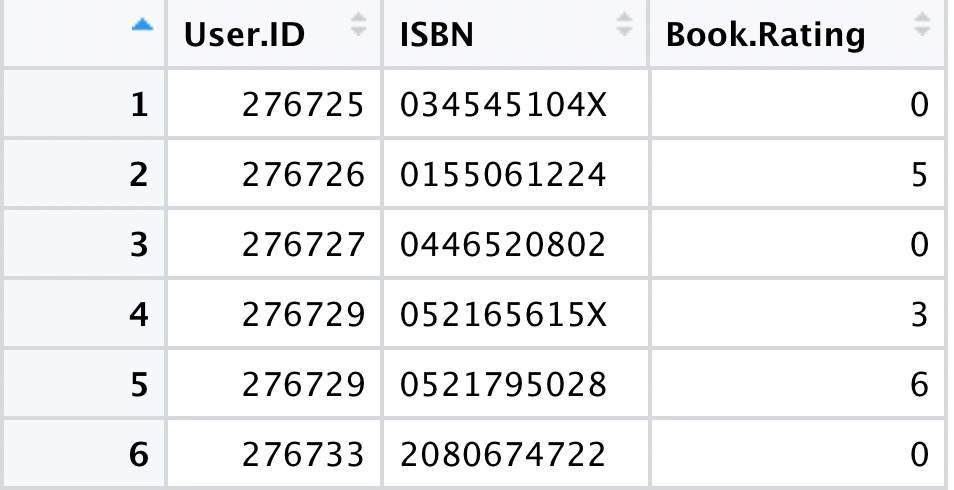 User.ID ISBN Book.Rating
1 276725 034545104X 0
2 276726 0155061224 5
3 276727 0446520802 0
4 276729 052165615X 3
5 276729 0521795028 6
6 276733 2080674722 0